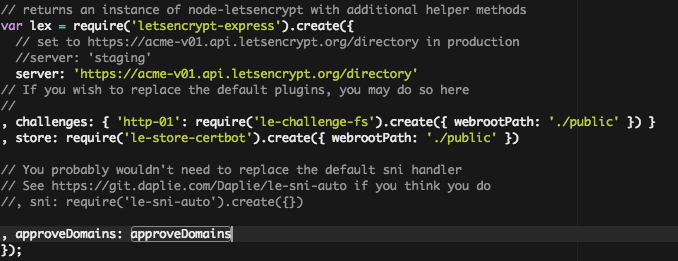 // returns an instance of node-letsencrypt with additional helper methods
var lex = require('letsencrypt-express').create({
// set to https://acme-v01.api.letsencrypt.org/directory in production
//server: 'staging'
server: 'https://acme-v01.api.letsencrypt.org/directory'
// If you wish to replace the default plugins, you may do so here
//
, challenges: { 'http-01': require('le-challenge-fs').create({ webrootPath: './public' }) }
, store: require('le-store-certbot').create({ webrootPath: './public' })
// You probably wouldn't need to replace the default sni handler
// See https://git.daplie.com/Daplie/le-sni-auto if you think you do
//, sni: require('le-sni-auto').create({})
, approveDomains: approveDomains
});